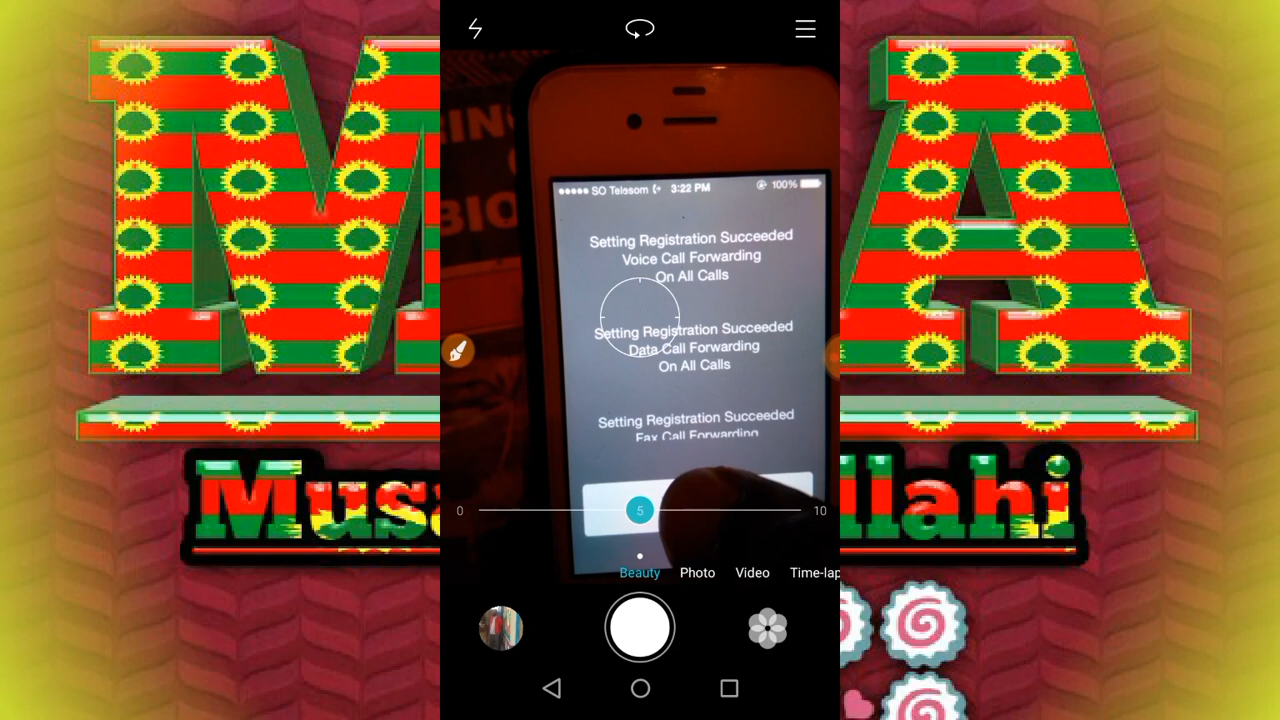 M A
SO Telesom 3:22 PM 100%
Setting Registration Succeeded
Voice Call Forwarding
On All Calls
Setting Registration Succeeded
Data Call Forwarding
On All Calls
Setting Registration Succeeded
Fax Call Forwarding
Mus
llahi
0 5 10
Beauty Photo Video Time-lap